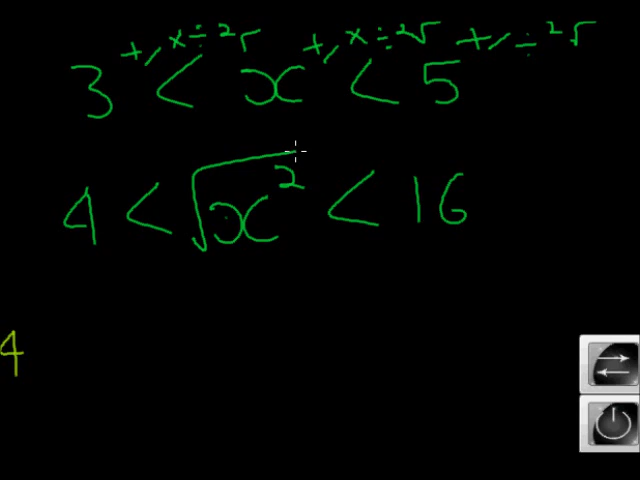 +, x ÷ ²√ +, x ÷ ²√ +, ÷ ²√
3 < x < 5
4 < √x² < 16
4